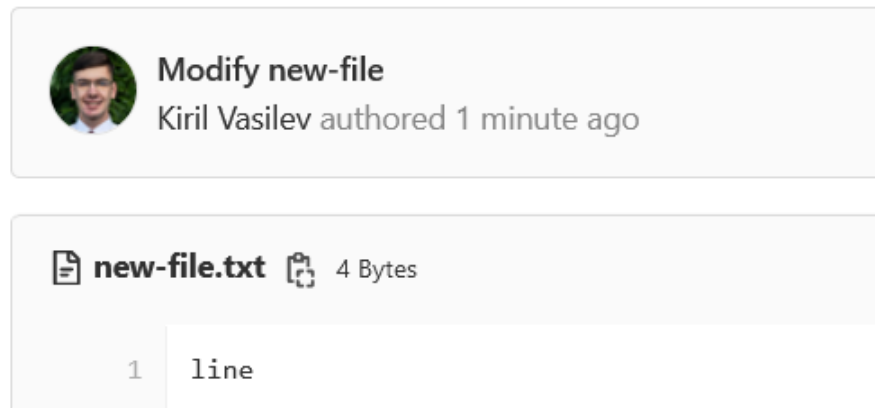 Modify new-file
Kiril Vasilev authored 1 minute ago
new-file.txt 4 Bytes
1 line